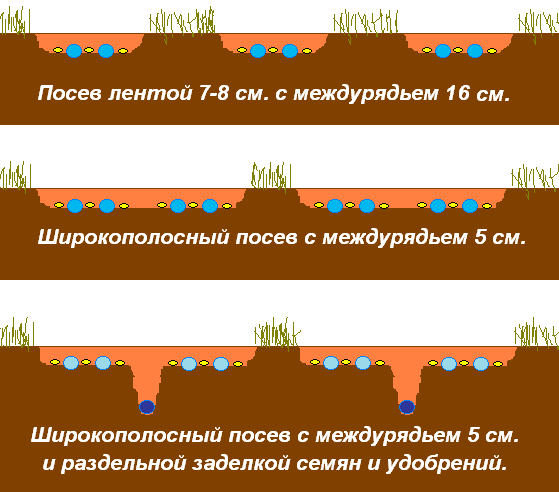 Посев лентой 7-8 см. с междурядьем 16 см.
Широкополосный посев с междурядьем 5 см.
Широкополосный посев с междурядьем 5 см.
и раздельной заделкой семян и удобрений.